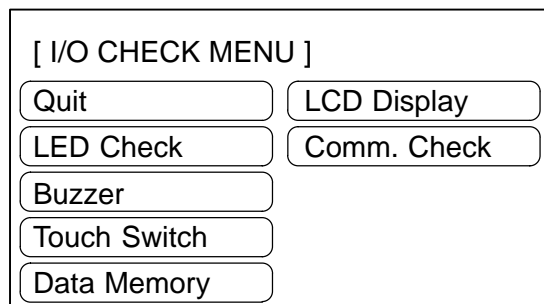 [ I/O CHECK MENU ]
Quit
LED Check
Buzzer
Touch Switch
Data Memory
LCD Display
Comm. Check